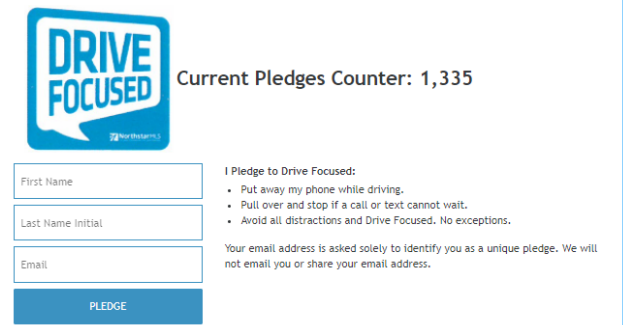 DRIVE
FOCUSED
NorthstarMLS
Current Pledges Counter: 1,335
First Name
Last Name Initial
Email
PLEDGE
I Pledge to Drive Focused:
• Put away my phone while driving.
• Pull over and stop if a call or text cannot wait.
• Avoid all distractions and Drive Focused. No exceptions.
Your email address is asked solely to identify you as a unique pledge. We will
not email you or share your email address.